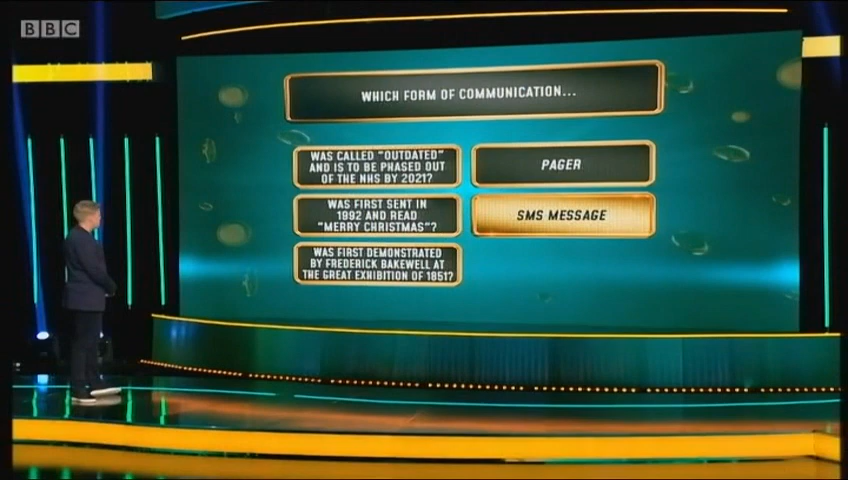 BBC
WHICH FORM OF COMMUNICATION...
WAS CALLED "OUTDATED"
AND IS TO BE PHASED OUT
OF THE NHS BY 2021?
PAGER
WAS FIRST SENT IN
1992 AND READ
"MERRY CHRISTMAS"?
SMS MESSAGE
WAS FIRST DEMONSTRATED
BY FREDERICK BAKEWELL AT
THE GREAT EXHIBITION OF 1851?